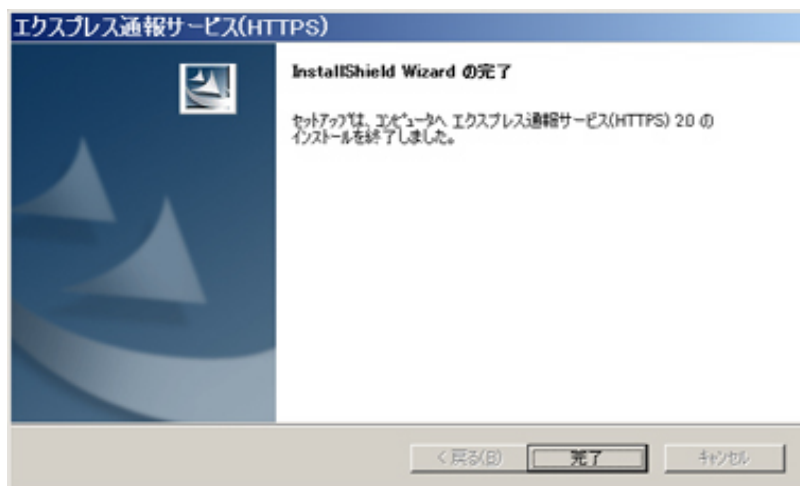 エクスプレス通報サービス(HTTPS)
InstallShield Wizard の完了
セットアップは、コンピュータへ エクスプレス通報サービス(HTTPS) 2.0 の
インストールを終了しました。
< 戻る(B)
完了
キャンセル